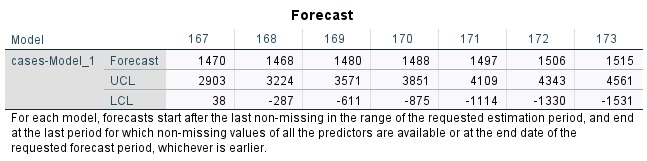 Forecast
Model 167 168 169 170 171 172 173
cases-Model_1 Forecast 1470 1468 1480 1488 1497 1506 1515
UCL 2903 3224 3571 3851 4109 4343 4561
LCL 38 -287 -611 -875 -1114 -1330 -1531
For each model, forecasts start after the last non-missing in the range of the requested estimation period, and end
at the last period for which non-missing values of all the predictors are available or at the end date of the
requested forecast period, whichever is earlier.